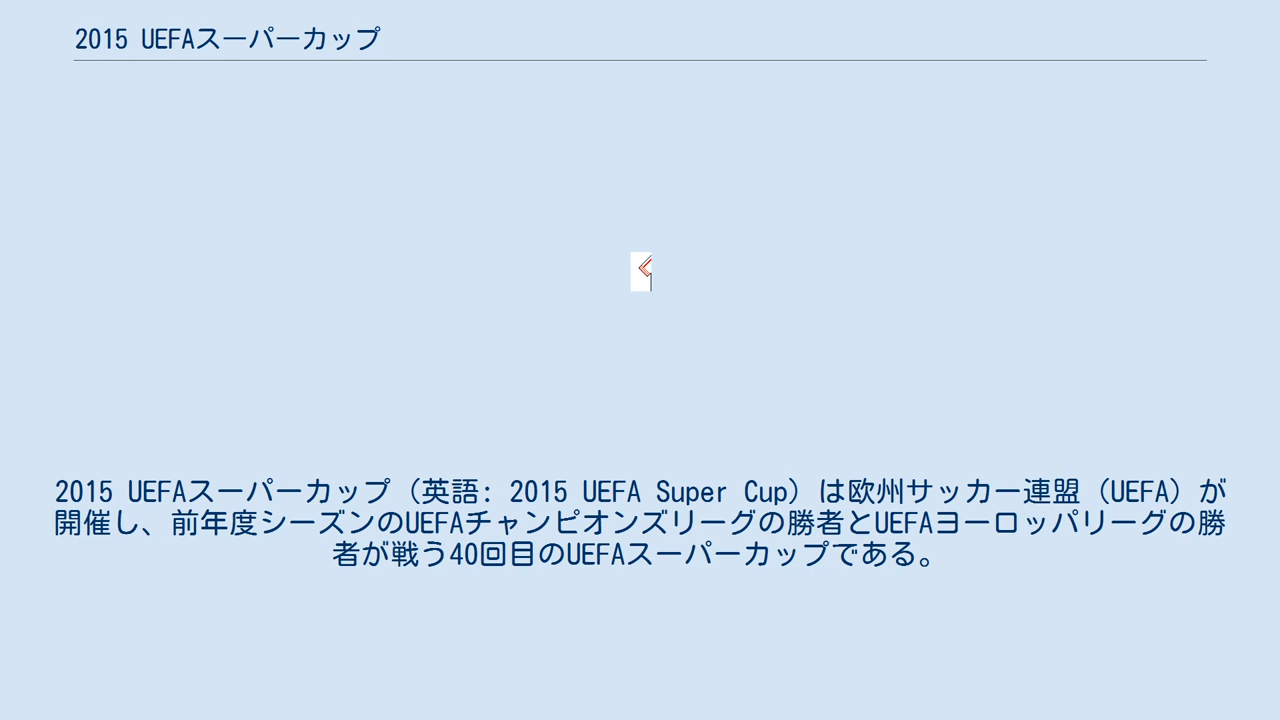 2015 UEFAスーパーカップ
2015 UEFAスーパーカップ（英語: 2015 UEFA Super Cup）は欧州サッカー連盟（UEFA）が
開催し、前年度シーズンのUEFAチャンピオンズリーグの勝者とUEFAヨーロッパリーグの勝
者が戦う40回目のUEFAスーパーカップである。